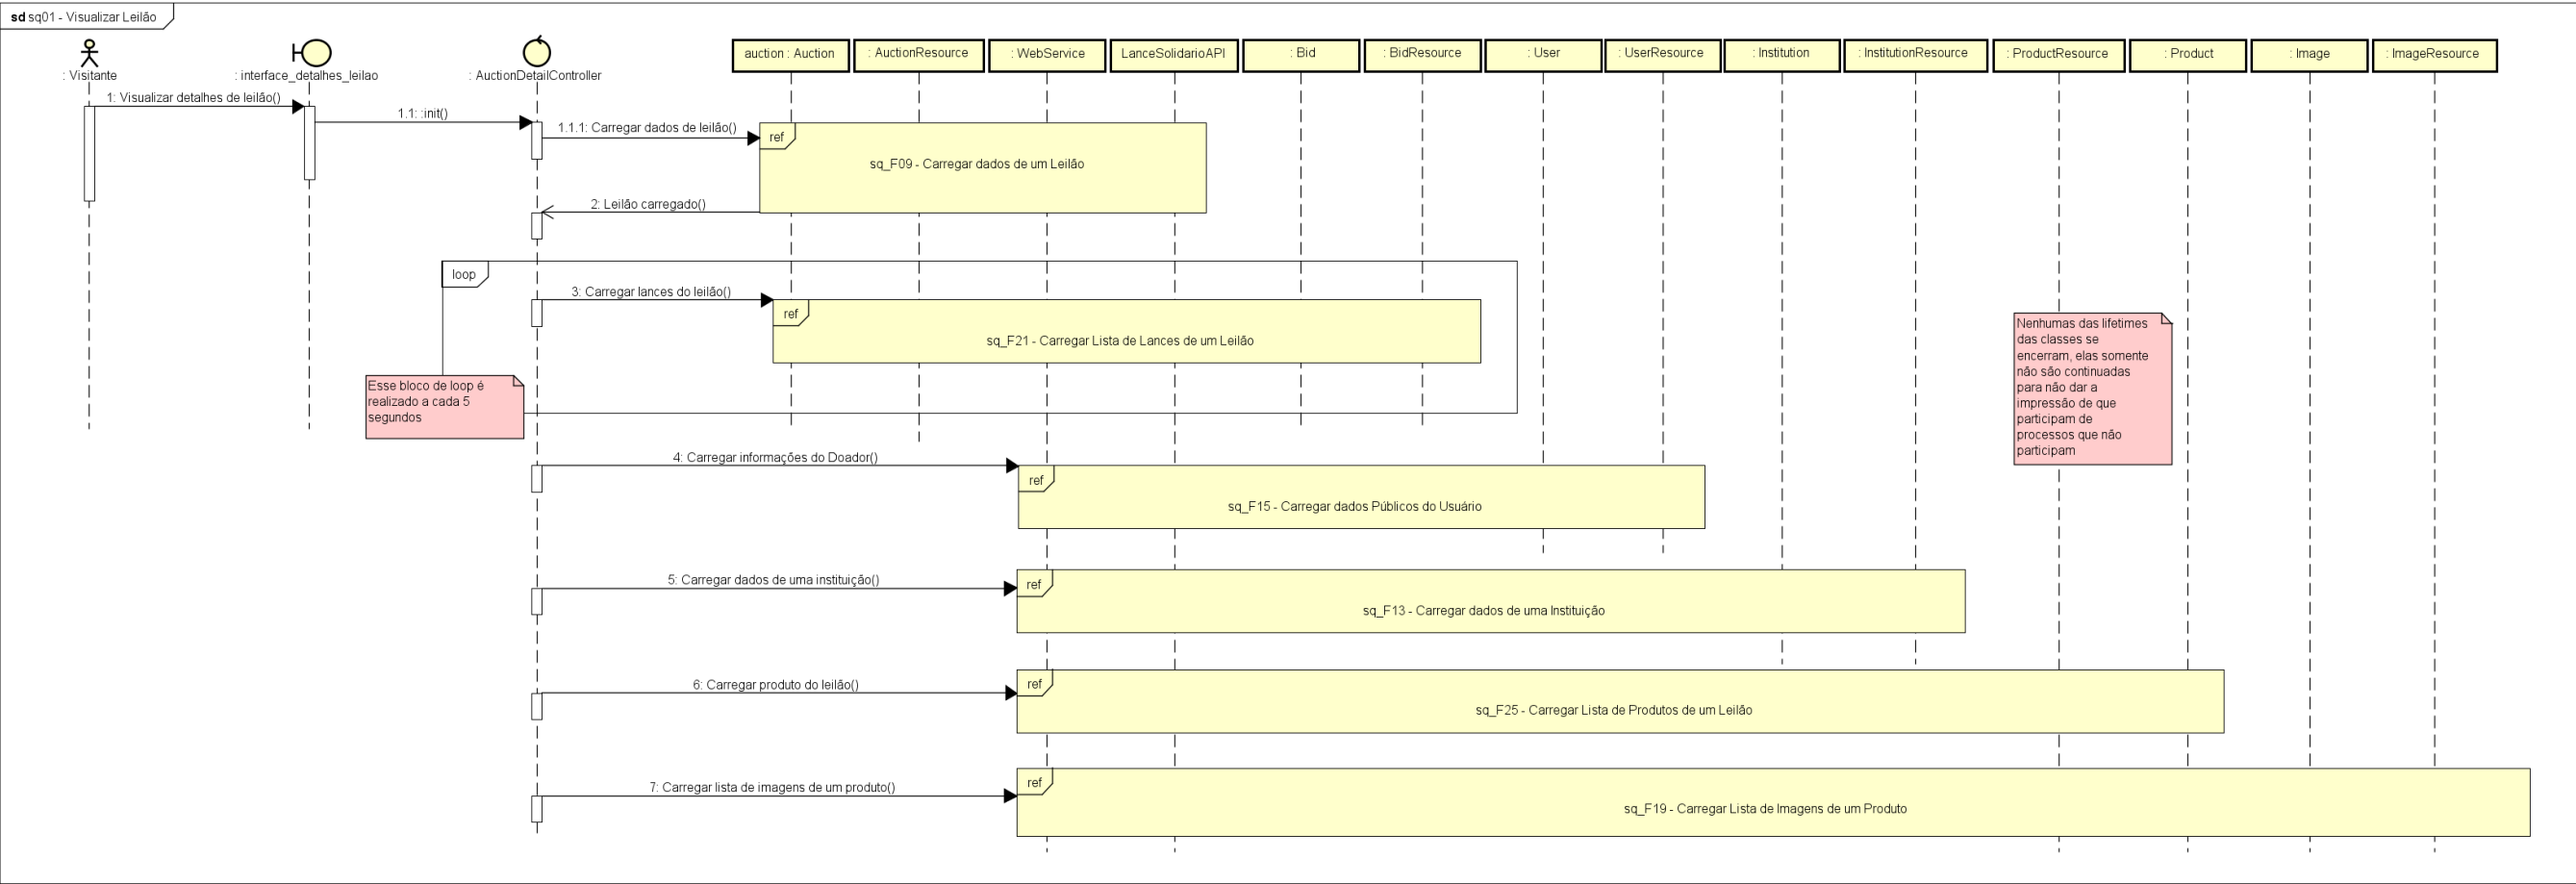 sd sq01 - Visualizar Leilão
: Visitante
: interface_detalhes_leilao
: AuctionDetailController
auction : Auction
: AuctionResource
: WebService
LanceSolidarioAPI
: Bid
: BidResource
: User
: UserResource
: Institution
: InstitutionResource
: ProductResource
: Product
: Image
: ImageResource
1: Visualizar detalhes de leilão()
1.1: :init()
1.1.1: Carregar dados de leilão()
ref
sq_F09 - Carregar dados de um Leilão
2: Leilão carregado()
loop
3: Carregar lances do leilão()
ref
sq_F21 - Carregar Lista de Lances de um Leilão
Esse bloco de loop é
realizado a cada 5
segundos
Nenhumas das lifetimes
das classes se
encerram, elas somente
não são continuadas
para não dar a
impressão de que
participam de
processos que não
participam
4: Carregar informações do Doador()
ref
sq_F15 - Carregar dados Públicos do Usuário
5: Carregar dados de uma instituição()
ref
sq_F13 - Carregar dados de uma Instituição
6: Carregar produto do leilão()
ref
sq_F25 - Carregar Lista de Produtos de um Leilão
7: Carregar lista de imagens de um produto()
ref
sq_F19 - Carregar Lista de Imagens de um Produto